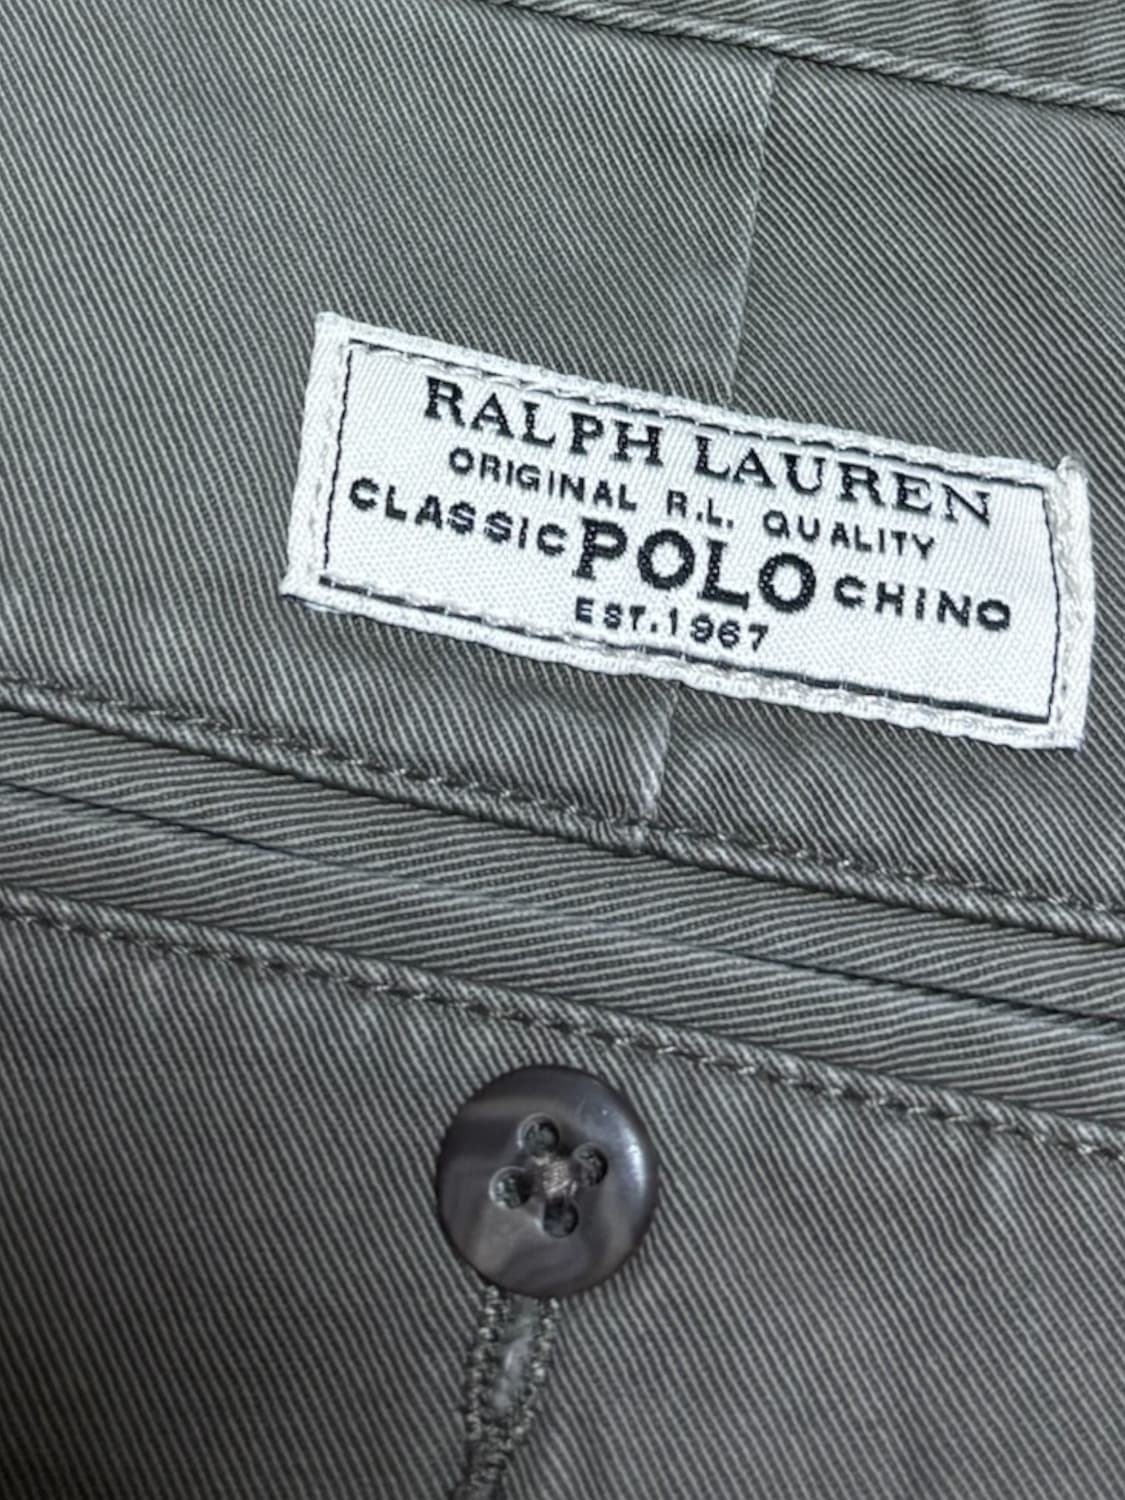 RALPH LAUREN
ORIGINAL R.L. QUALITY
CLASSIC POLO CHINO
EST.1967